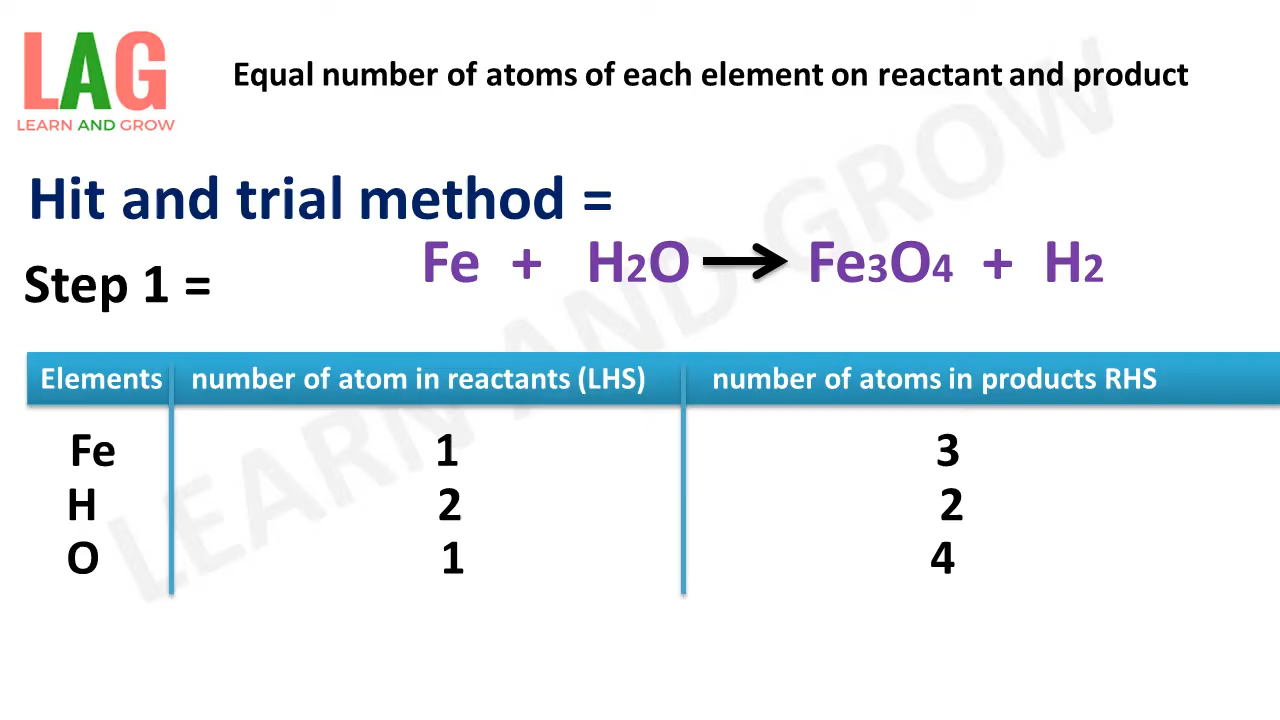 LAG
LEARN AND GROW
Equal number of atoms of each element on reactant and product
Hit and trial method =
Fe + H2O → Fe3O4 + H2
Step 1 =
Elements number of atom in reactants (LHS) number of atoms in products RHS
Fe 1 3
H 2 2
O 1 4
LEARN AND GROW